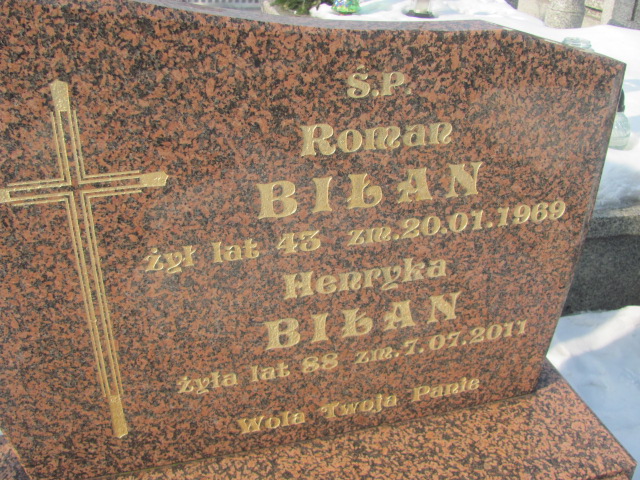 Ś.P.
Roman
BIŁAN
żył lat 43 zm.20.01.1969
Henryka
BIŁAN
żyła lat 88 zm.7.07.2011
Wola Twoja Panie